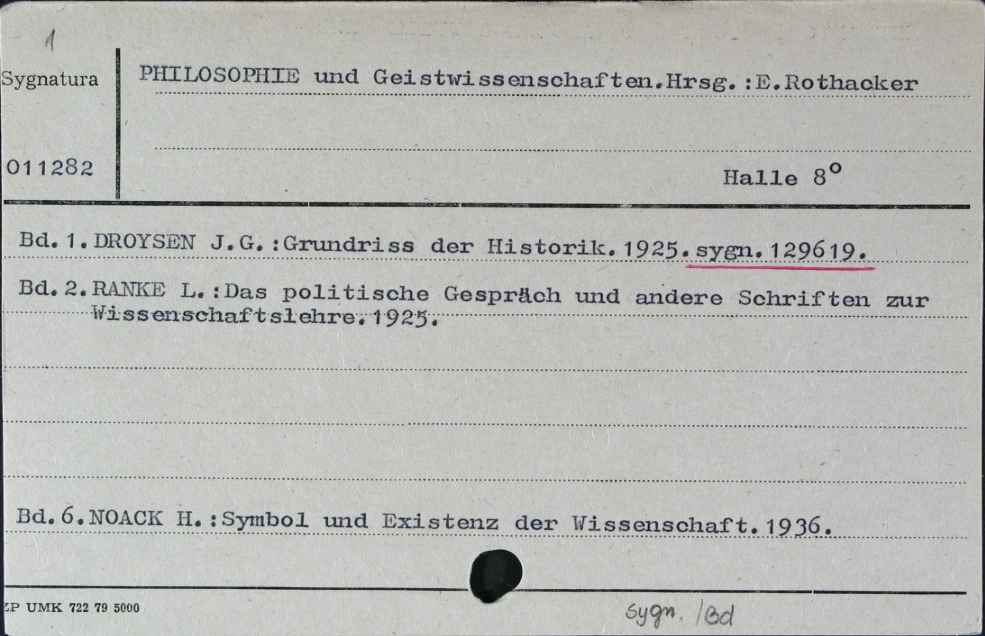 1
Sygnatura
PHILOSOPHIE und Geistwissenschaften.Hrsg.:E.Rothacker
011282
Halle 8°
Bd.1.DROYSEN J.G.:Grundriss der Historik.1925.sygn.129619.
Bd.2.RANKE L.:Das politische Gespräch und andere Schriften zur
Wissenschaftslehre.1925.
Bd.6.NOACK H.:Symbol und Existenz der Wissenschaft.1936.
ZP UMK 722 79 5000
sygn. /Bd